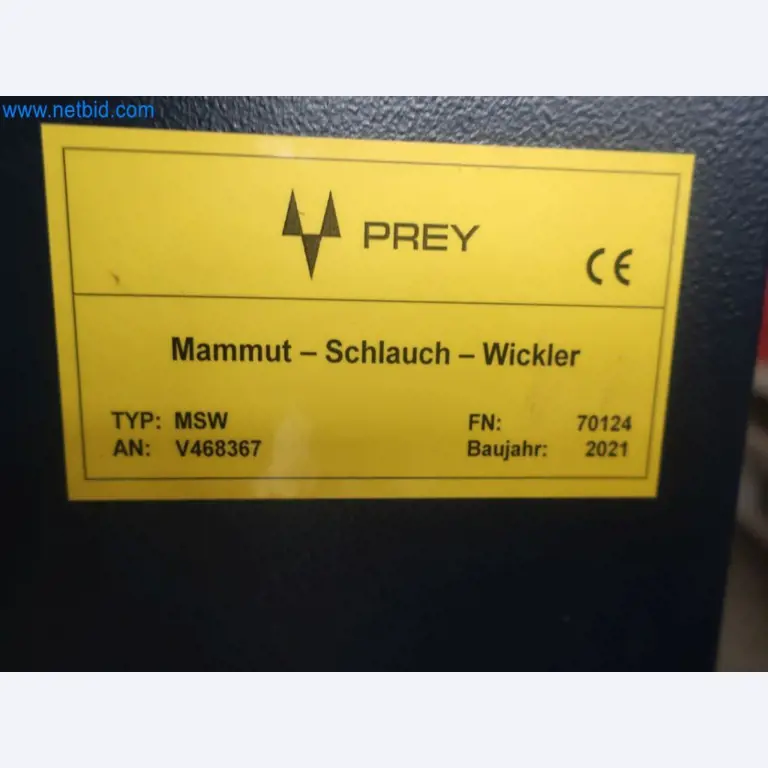 www.netbid.com
PREY
CE
Mammut – Schlauch – Wickler
TYP: MSW FN: 70124
AN: V468367 Baujahr: 2021